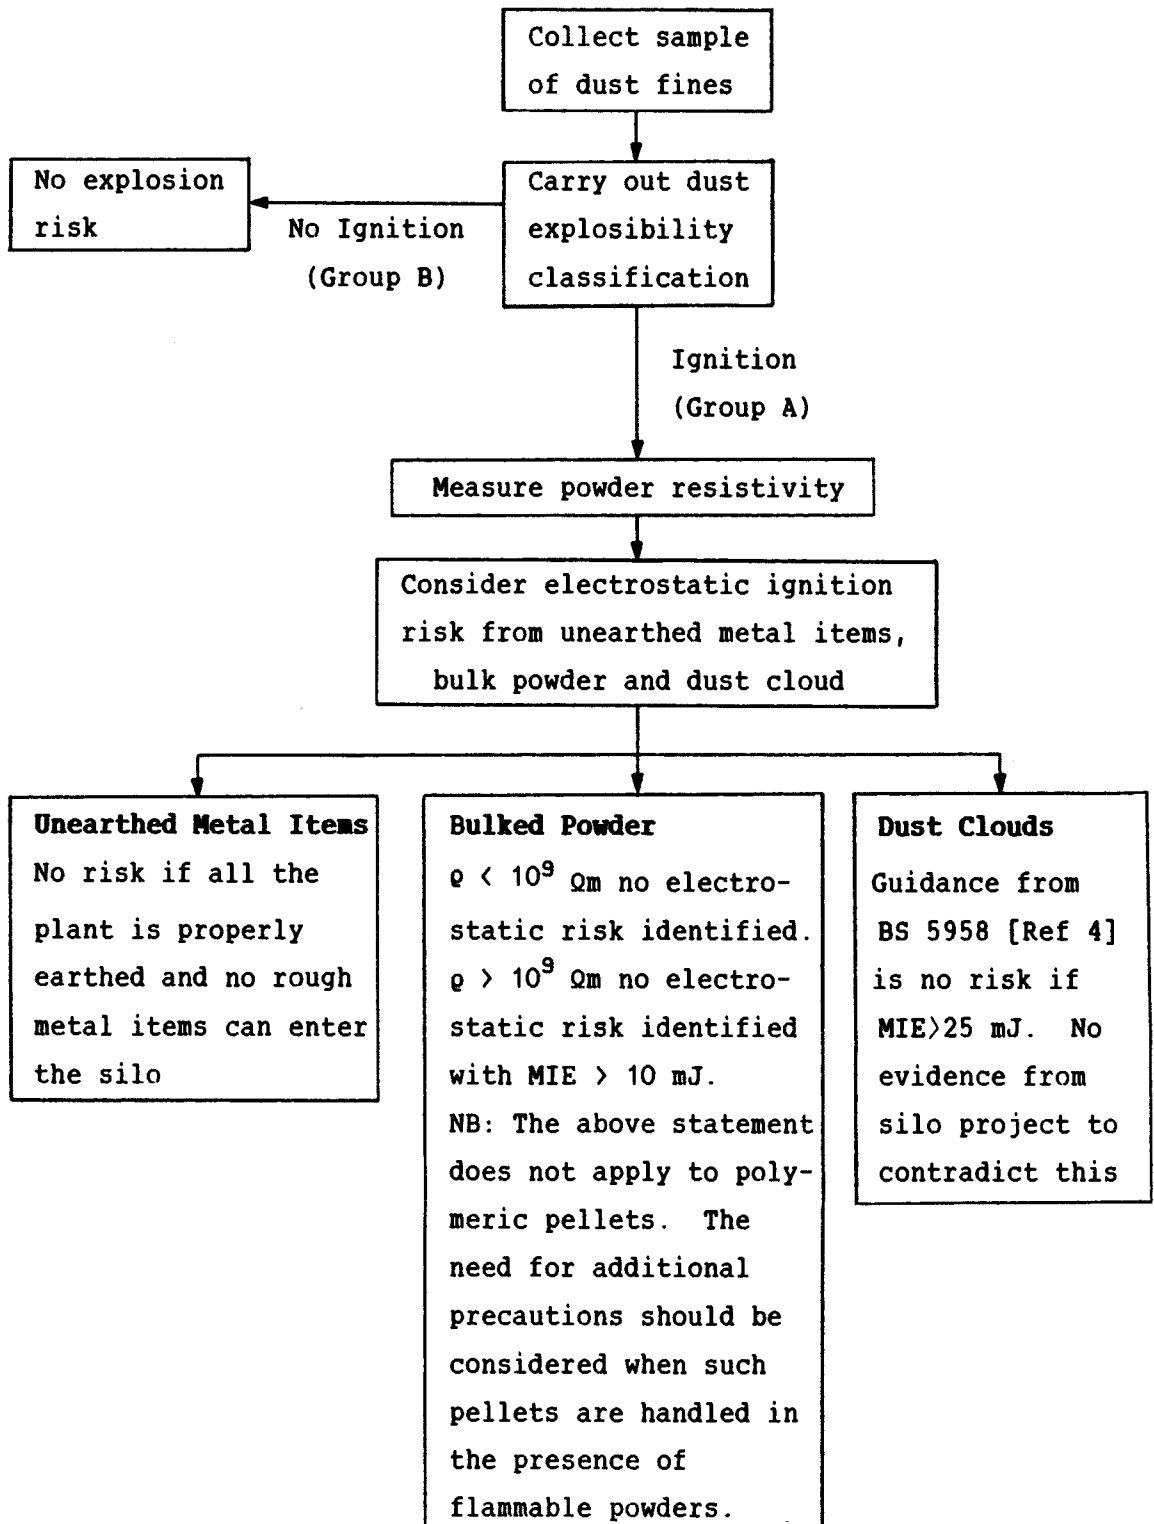 Collect sample
of dust fines
No explosion
risk
No Ignition
(Group B)
Carry out dust
explosibility
classification
Ignition
(Group A)
Measure powder resistivity
Consider electrostatic ignition
risk from unearthed metal items,
bulk powder and dust cloud
Unearthed Metal Items
No risk if all the
plant is properly
earthed and no rough
metal items can enter
the silo
Bulked Powder
ϱ < 10⁹ Ωm no electro-
static risk identified.
ϱ > 10⁹ Ωm no electro-
static risk identified
with MIE > 10 mJ.
NB: The above statement
does not apply to poly-
meric pellets. The
need for additional
precautions should be
considered when such
pellets are handled in
the presence of
flammable powders.
Dust Clouds
Guidance from
BS 5958 [Ref 4]
is no risk if
MIE>25 mJ. No
evidence from
silo project to
contradict this